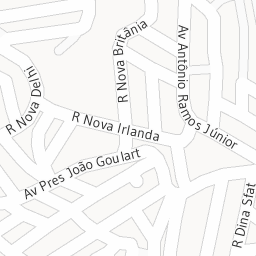 R Nova Britânia
Av Antônio Ramos Júnior
R Nova Delhi
R Nova Irlanda
Av Pres João Goulart
R Dina Sfat